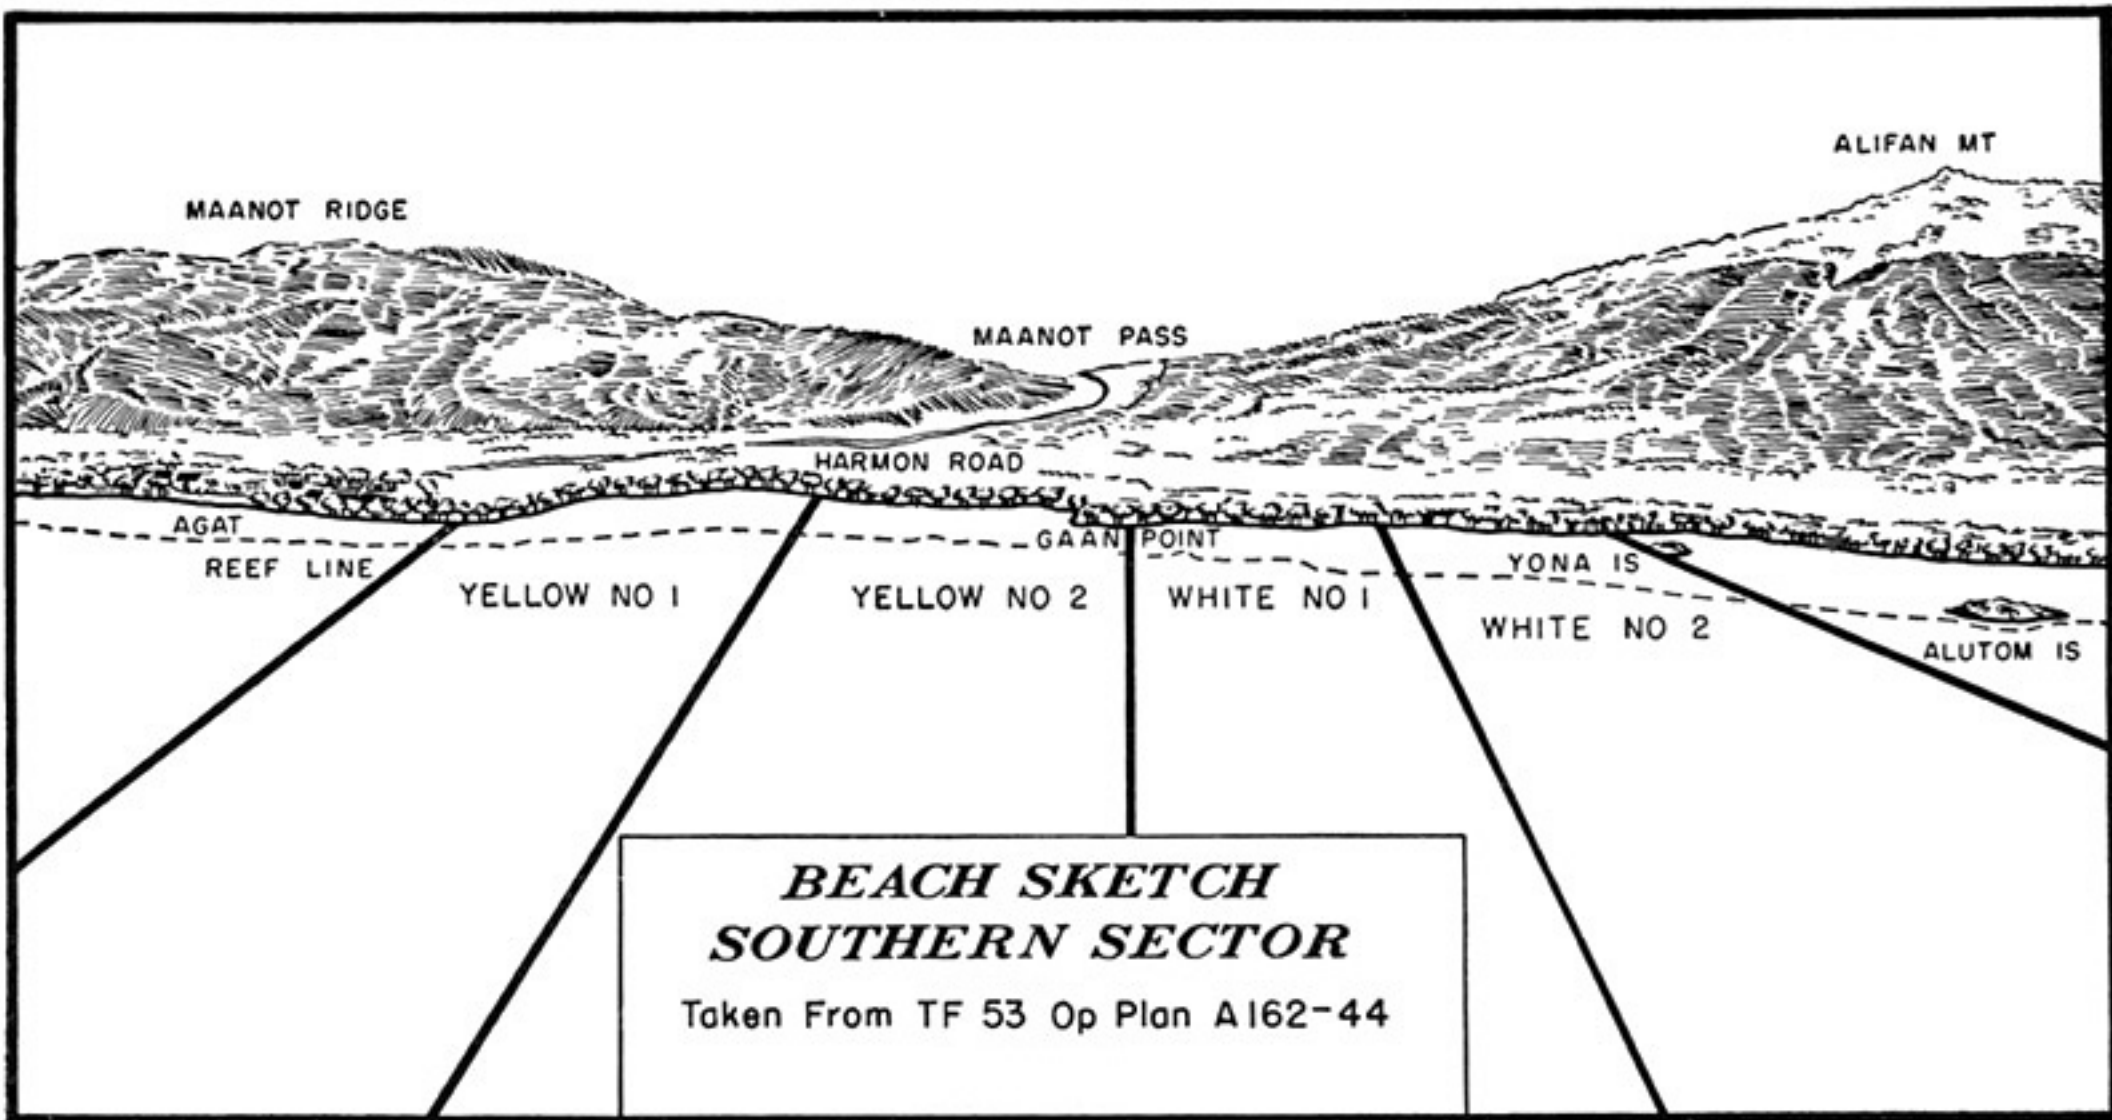 ALIFAN MT
MAANOT RIDGE
MAANOT PASS
HARMON ROAD
AGAT
GAAN POINT
REEF LINE
YONA IS
YELLOW NO 1
YELLOW NO 2
WHITE NO 1
WHITE NO 2
ALUTOM IS
BEACH SKETCH
SOUTHERN SECTOR
Taken From TF 53 Op Plan A162-44